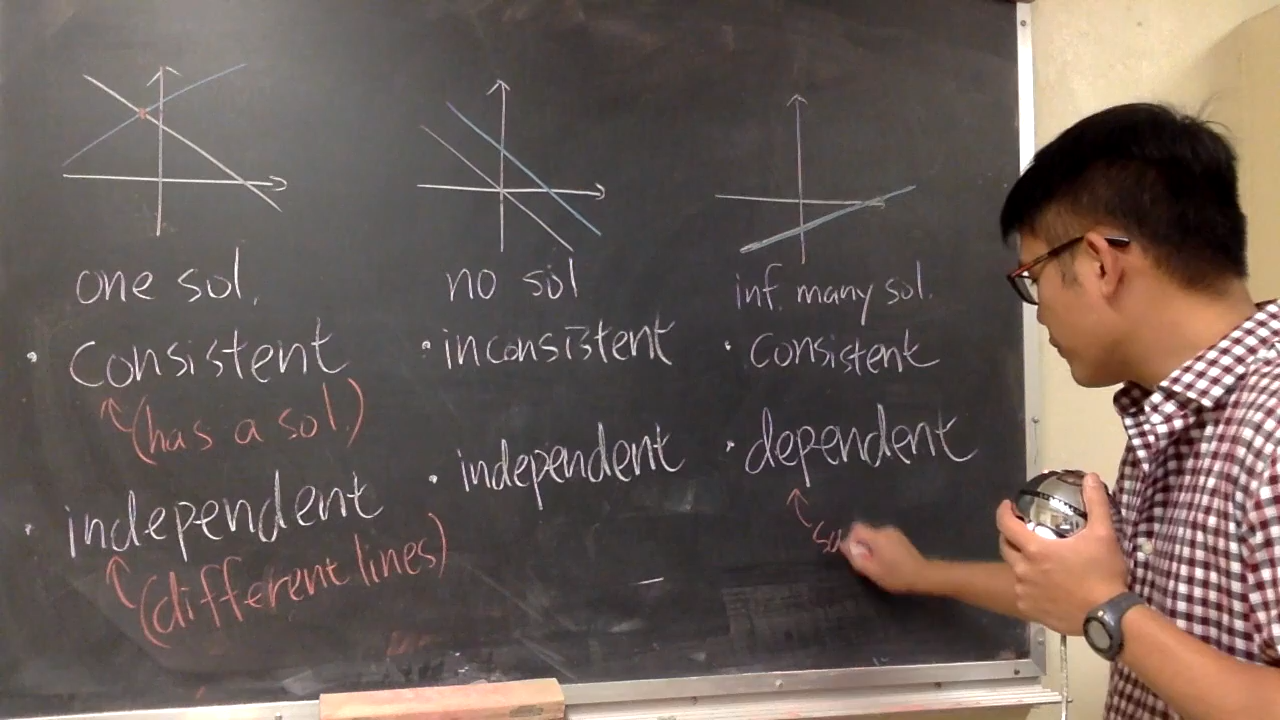 one sol.
• Consistent
(has a sol.)
• independent
(different lines)
no sol
• inconsistent
• independent
inf. many sol.
• Consistent
• dependent